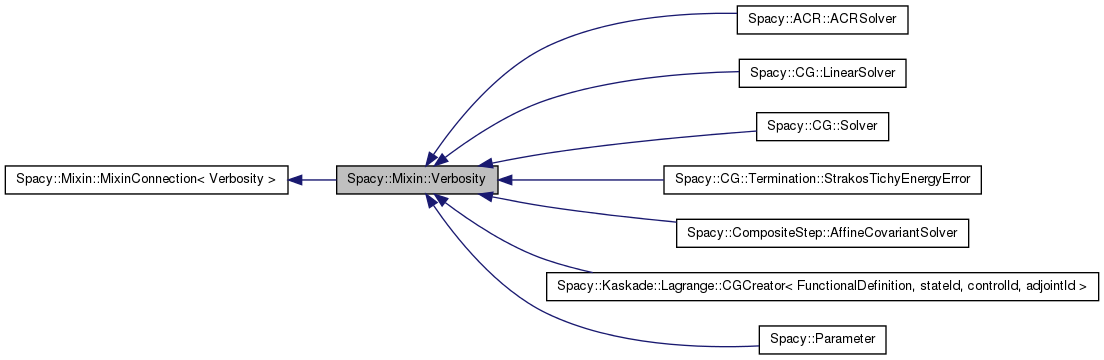 Spacy::ACR::ACRSolver
Spacy::CG::LinearSolver
Spacy::CG::Solver
Spacy::Mixin::MixinConnection< Verbosity >
Spacy::Mixin::Verbosity
Spacy::CG::Termination::StrakosTichyEnergyError
Spacy::CompositeStep::AffineCovariantSolver
Spacy::Kaskade::Lagrange::CGCreator< FunctionalDefinition, stateId, controlId, adjointId >
Spacy::Parameter